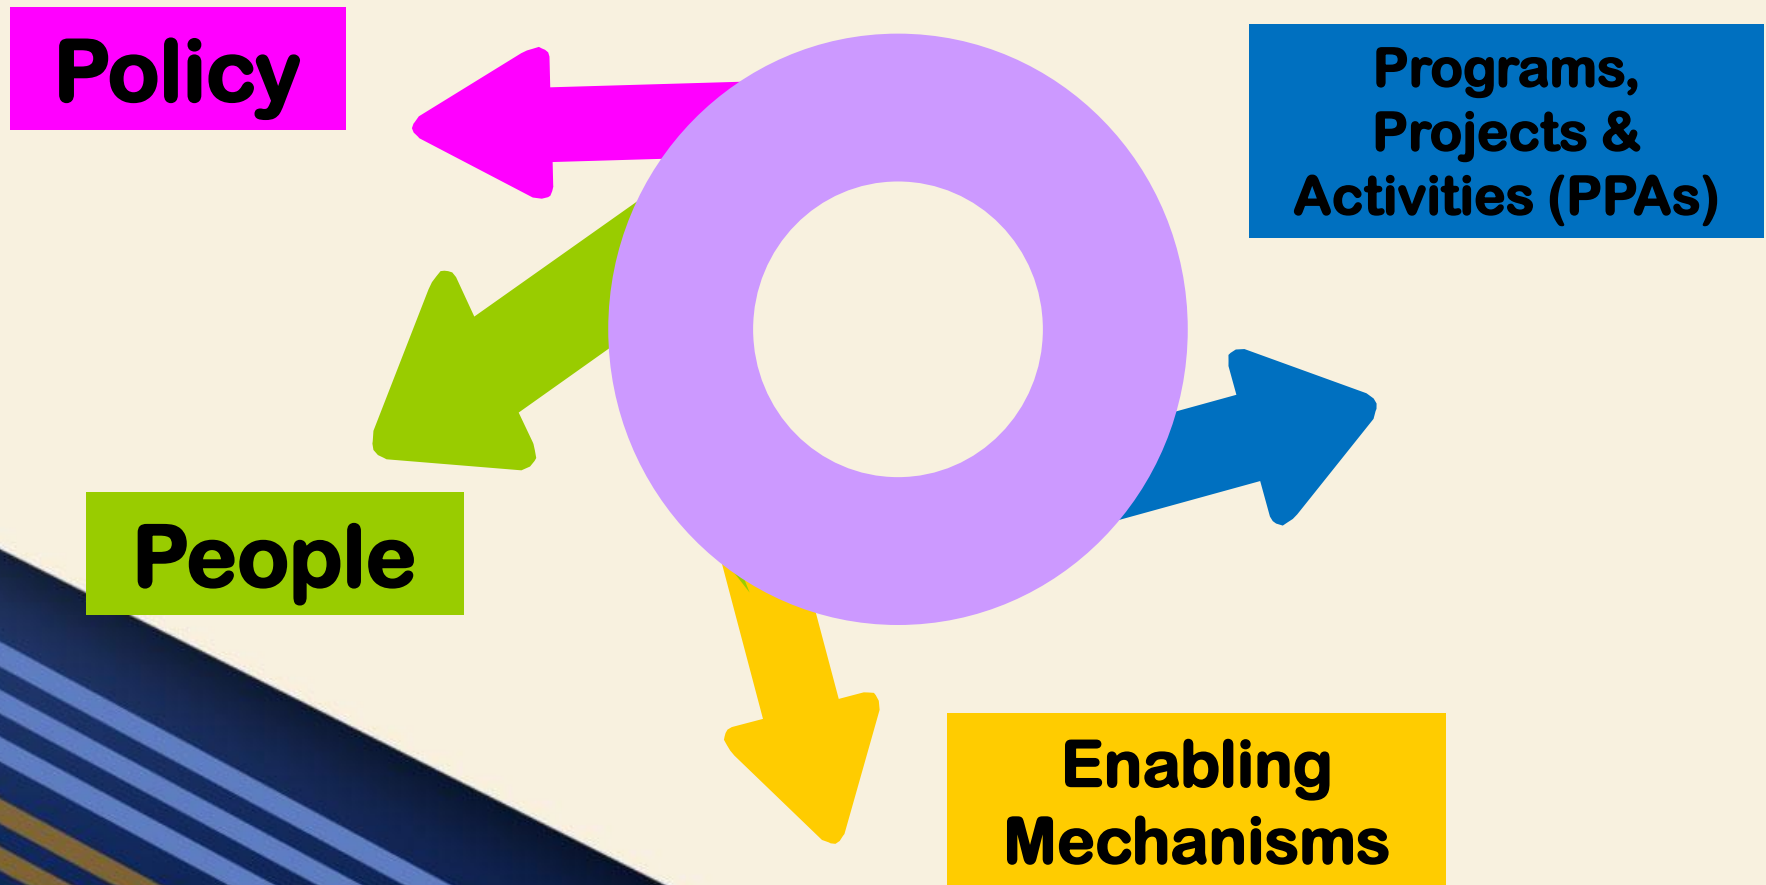 Policy
Programs,
Projects &
Activities (PPAs)
People
Enabling
Mechanisms